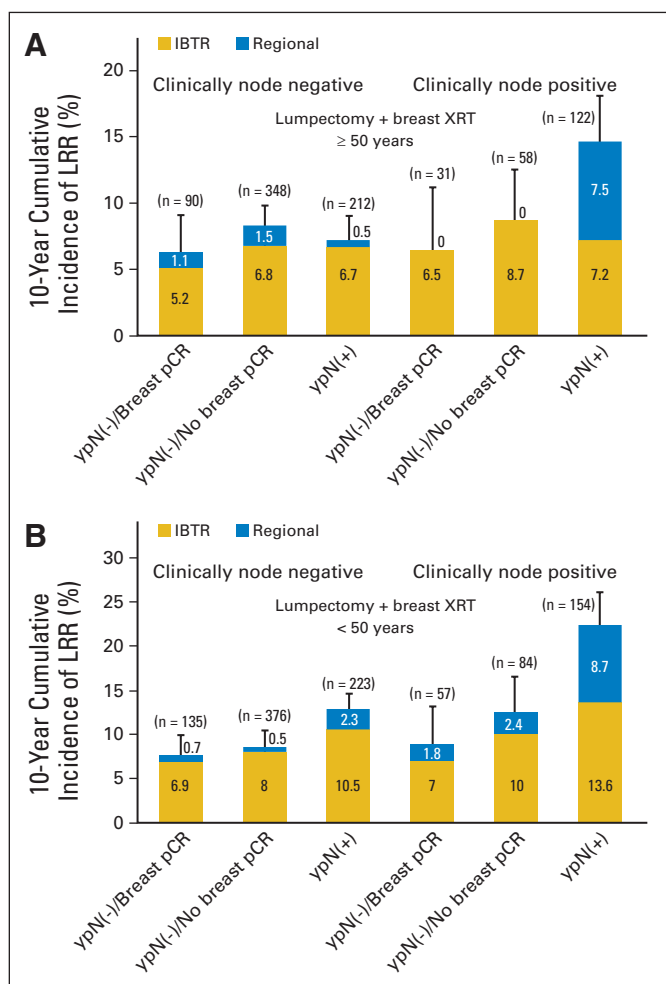 A
IBTR Regional
10-Year Cumulative
Incidence of LRR (%)
20
15
10
5
0
Clinically node negative Clinically node positive
Lumpectomy + breast XRT
≥ 50 years
(n = 90)
1.1
5.2
(n = 348)
1.5
6.8
(n = 212)
0.5
6.7
(n = 31)
0
6.5
(n = 58)
0
8.7
(n = 122)
7.5
7.2
ypN(-)/Breast pCR
ypN(-)/No breast pCR
ypN(+)
ypN(-)/Breast pCR
ypN(-)/No breast pCR
ypN(+)
B
IBTR Regional
10-Year Cumulative
Incidence of LRR (%)
30
25
20
15
10
5
0
Clinically node negative Clinically node positive
Lumpectomy + breast XRT
< 50 years
(n = 135)
0.7
6.9
(n = 376)
0.5
8
(n = 223)
2.3
10.5
(n = 57)
1.8
7
(n = 84)
2.4
10
(n = 154)
8.7
13.6
ypN(-)/Breast pCR
ypN(-)/No breast pCR
ypN(+)
ypN(-)/Breast pCR
ypN(-)/No breast pCR
ypN(+)